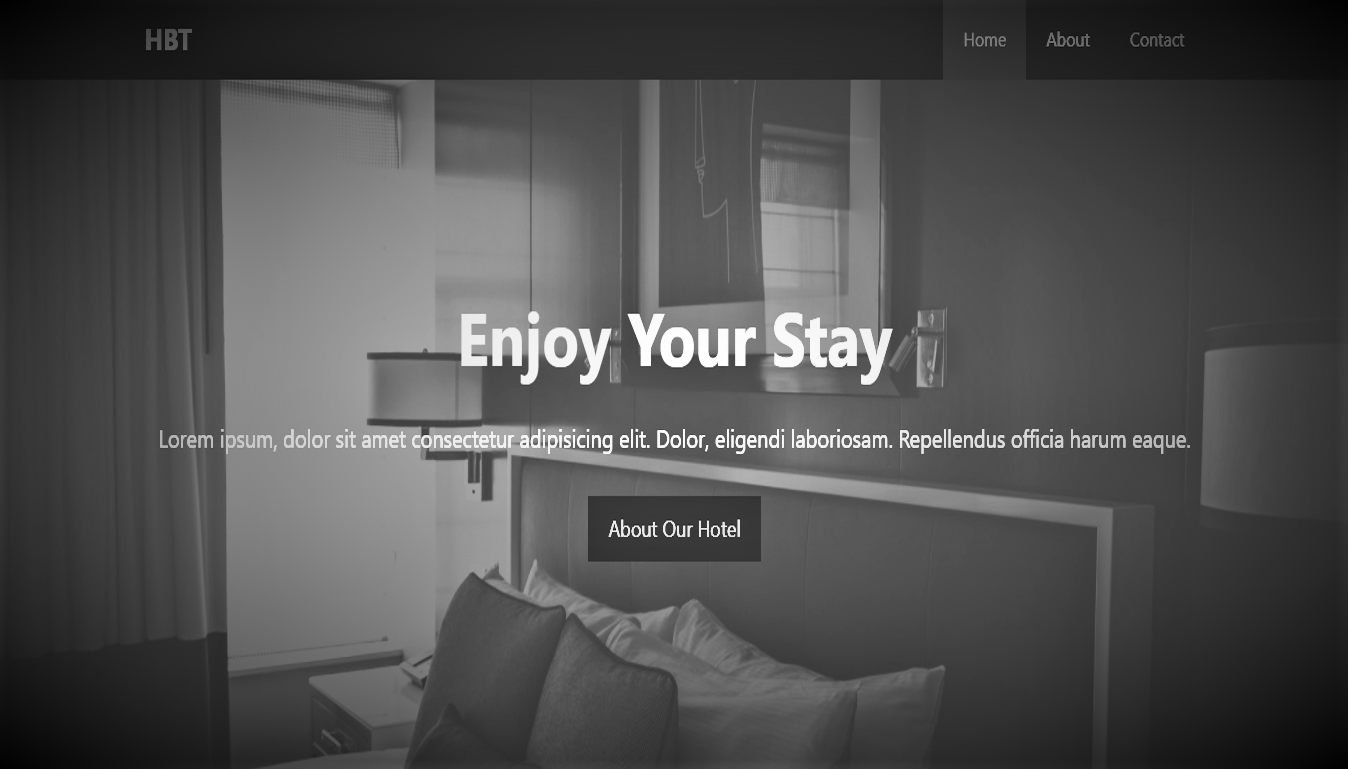 HBT
Home About Contact
Enjoy Your Stay
Lorem ipsum, dolor sit amet consectetur adipisicing elit. Dolor, eligendi laboriosam. Repellendus officia harum eaque.
About Our Hotel